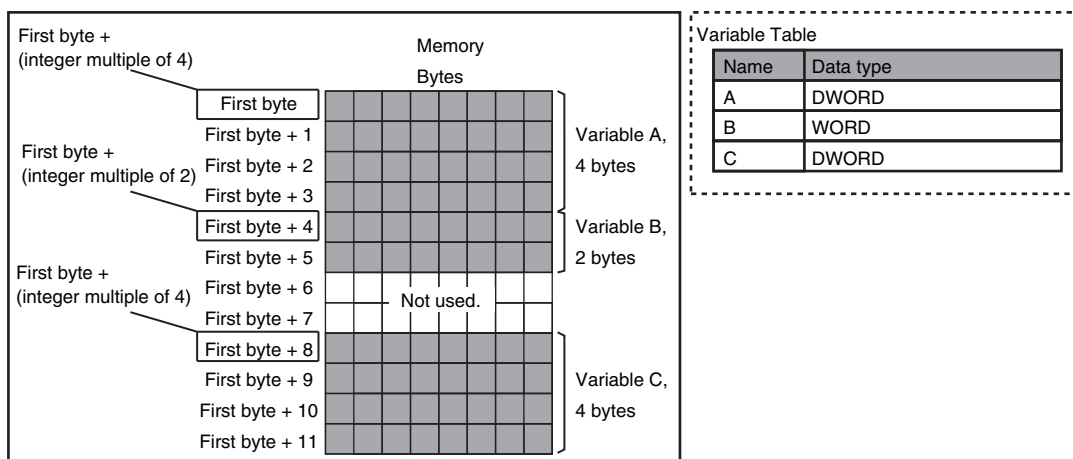 First byte +
(integer multiple of 4)
Memory
Bytes
First byte
First byte + 1
First byte + 2
First byte + 3
Variable A,
4 bytes
First byte +
(integer multiple of 2)
First byte + 4
First byte + 5
Variable B,
2 bytes
First byte +
(integer multiple of 4)
First byte + 6
First byte + 7
Not used.
First byte + 8
First byte + 9
First byte + 10
First byte + 11
Variable C,
4 bytes
Variable Table
Name Data type
A DWORD
B WORD
C DWORD